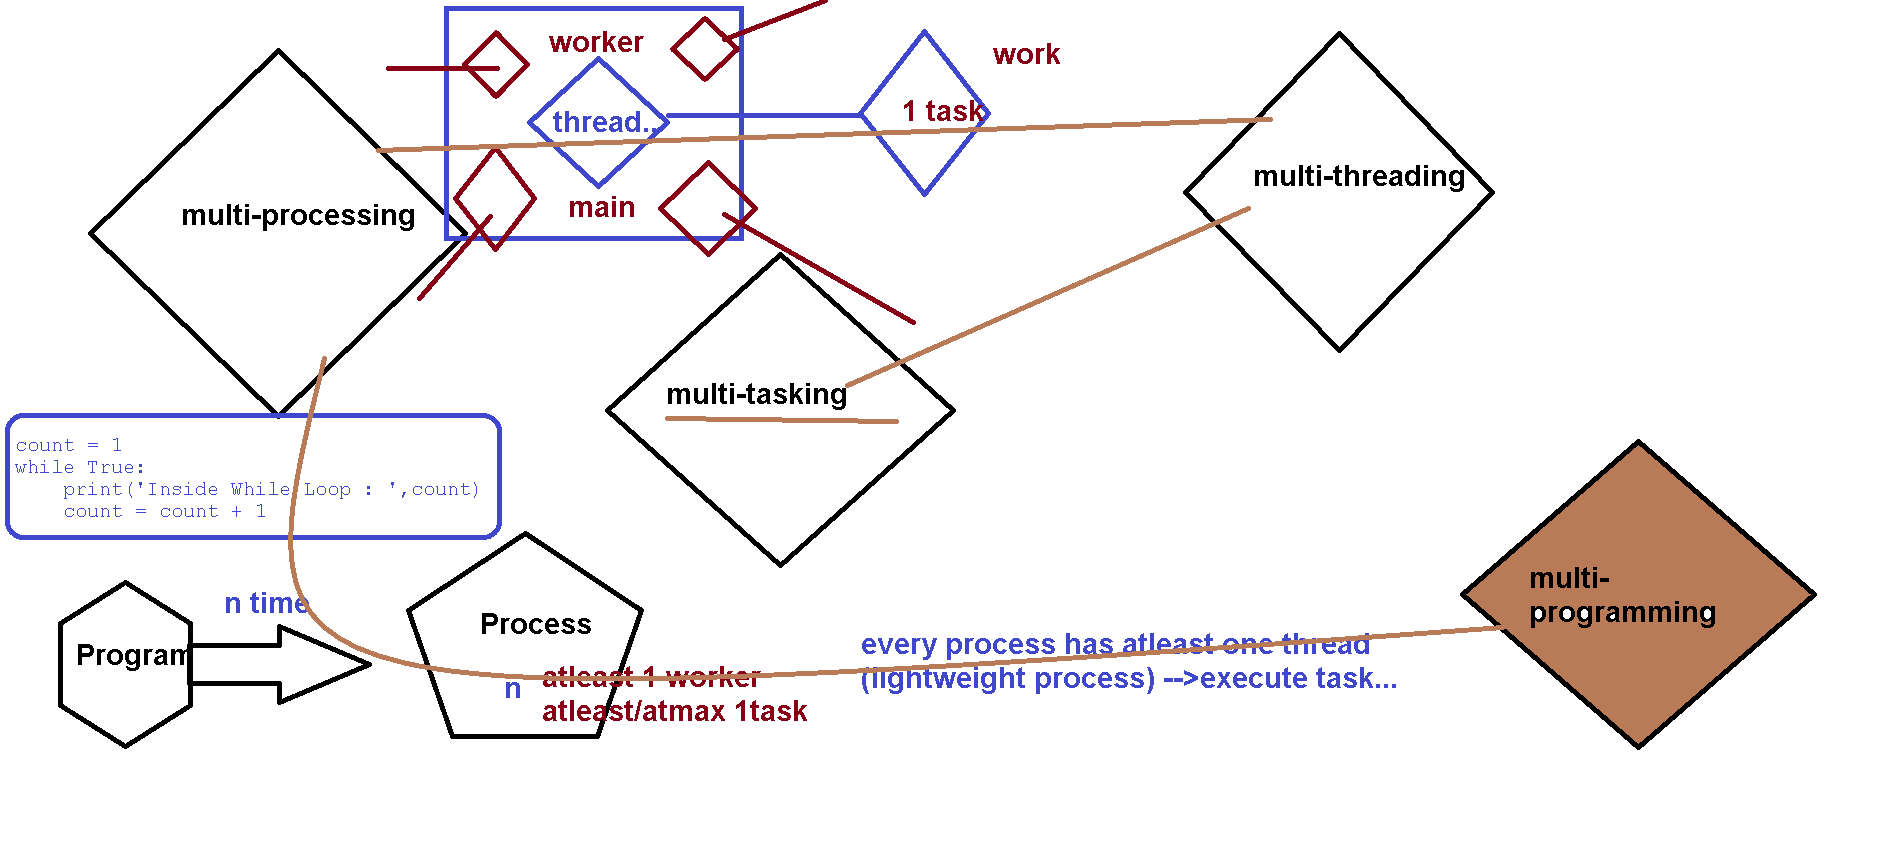 worker
work
thread..
1 task
multi-threading
multi-processing
main
multi-tasking
count = 1
while True:
    print('Inside While Loop : ',count)
    count = count + 1
multi-
programming
n time
Process
Program
every process has atleast one thread
(lightweight process) -->execute task...
n
atleast 1 worker
atleast/atmax 1task